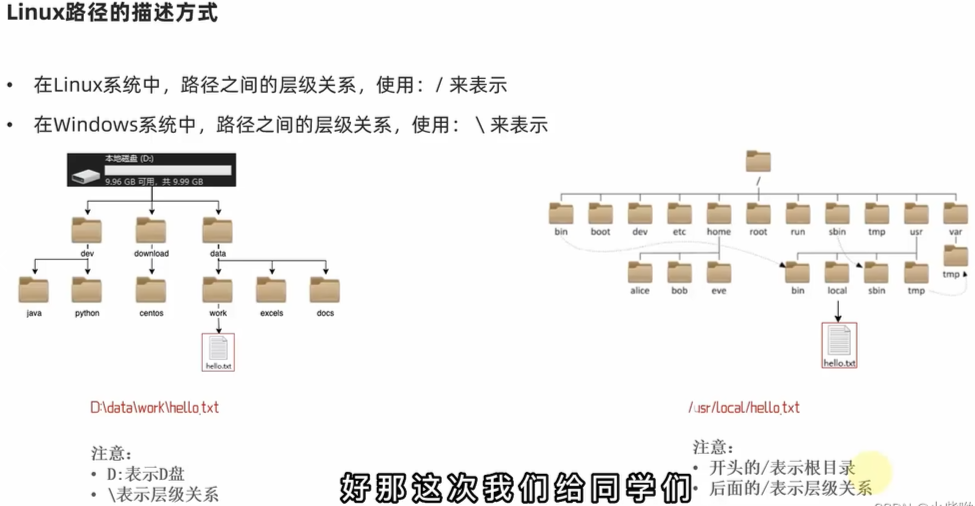 Linux路径的描述方式
• 在Linux系统中，路径之间的层级关系，使用：/ 来表示
• 在Windows系统中，路径之间的层级关系，使用： \ 来表示
本地磁盘 (D:)
9.96 GB 可用，共 9.99 GB
dev download data
java python centos work excels docs
hello.txt
D:\data\work\hello.txt
注意：
• D:表示D盘
• \表示层级关系
/
bin boot dev etc home root run sbin tmp usr var
alice bob eve bin local sbin tmp tmp
hello.txt
/usr/local/hello.txt
注意：
• 开头的/表示根目录
• 后面的/表示层级关系
好那这次我们给同学们